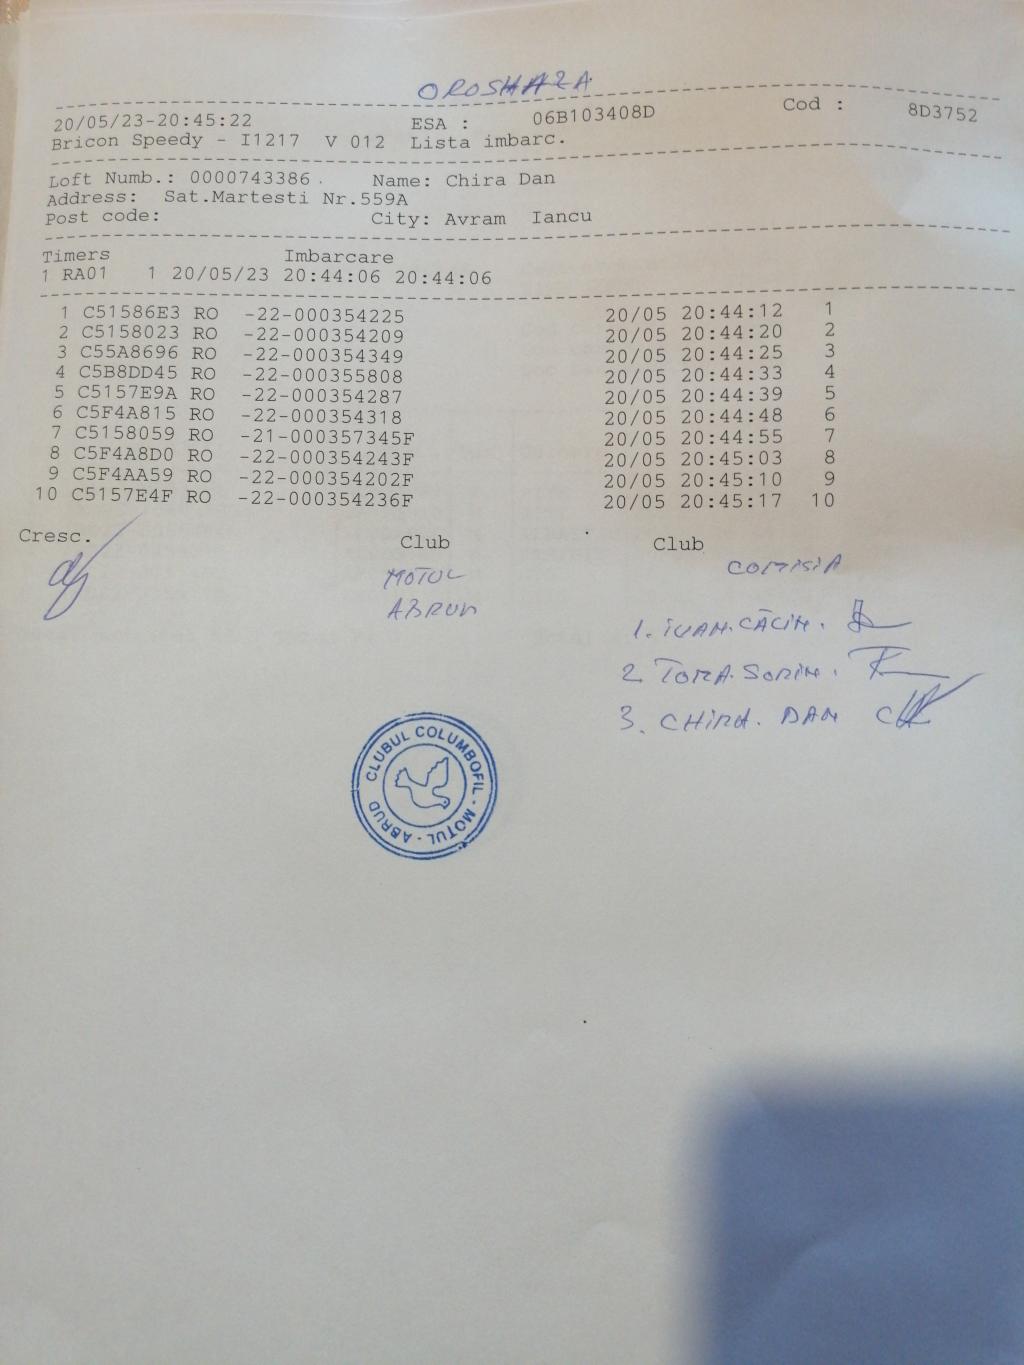 OROSHAZA
20/05/23-20:45:22 ESA : 06B103408D Cod : 8D3752
Bricon Speedy - I1217 V 012 Lista imbarc.
Loft Numb.: 0000743386. Name: Chira Dan
Address: Sat.Martesti Nr.559A
Post code: City: Avram Iancu
Timers Imbarcare
1 RA01 1 20/05/23 20:44:06 20:44:06
1 C51586E3 RO -22-000354225 20/05 20:44:12 1
2 C5158023 RO -22-000354209 20/05 20:44:20 2
3 C55A8696 RO -22-000354349 20/05 20:44:25 3
4 C5B8DD45 RO -22-000355808 20/05 20:44:33 4
5 C5157E9A RO -22-000354287 20/05 20:44:39 5
6 C5F4A815 RO -22-000354318 20/05 20:44:48 6
7 C5158059 RO -21-000357345F 20/05 20:44:55 7
8 C5F4A8D0 RO -22-000354243F 20/05 20:45:03 8
9 C5F4AA59 RO -22-000354202F 20/05 20:45:10 9
10 C5157E4F RO -22-000354236F 20/05 20:45:17 10
Cresc. Club Club
MOTUL COMISIA
ABRUD
1. IUAN.CĂLIN.
2. TOMA.SORIN.
3. CHIRA. DAN
CLUBUL COLUMBOFIL - MOTUL - ABRUD